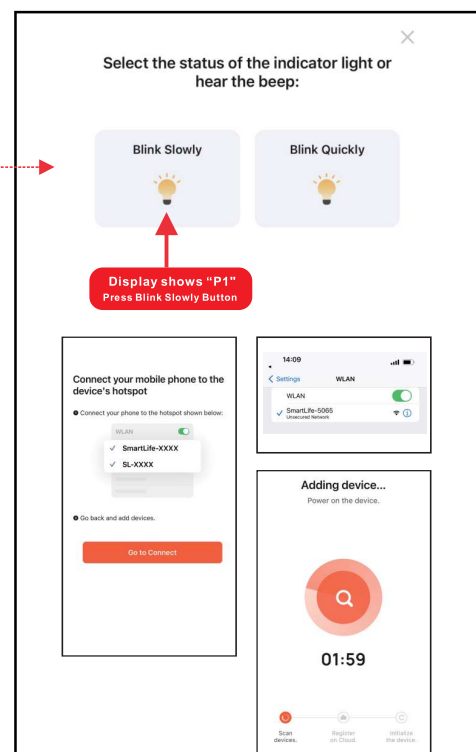 Select the status of the indicator light or
hear the beep:
Blink Slowly
Blink Quickly
Display shows "P1"
Press Blink Slowly Button
Connect your mobile phone to the
device's hotspot
Connect your phone to the hotspot shown below:
WLAN
SmartLife-XXXX
SL-XXXX
Go back and add devices.
Go to Connect
14:09
Settings
WLAN
WLAN
SmartLife-5065
Unsecured Network
Adding device...
Power on the device.
01:59
Scan
devices.
Register
on Cloud.
Initialize
the device.